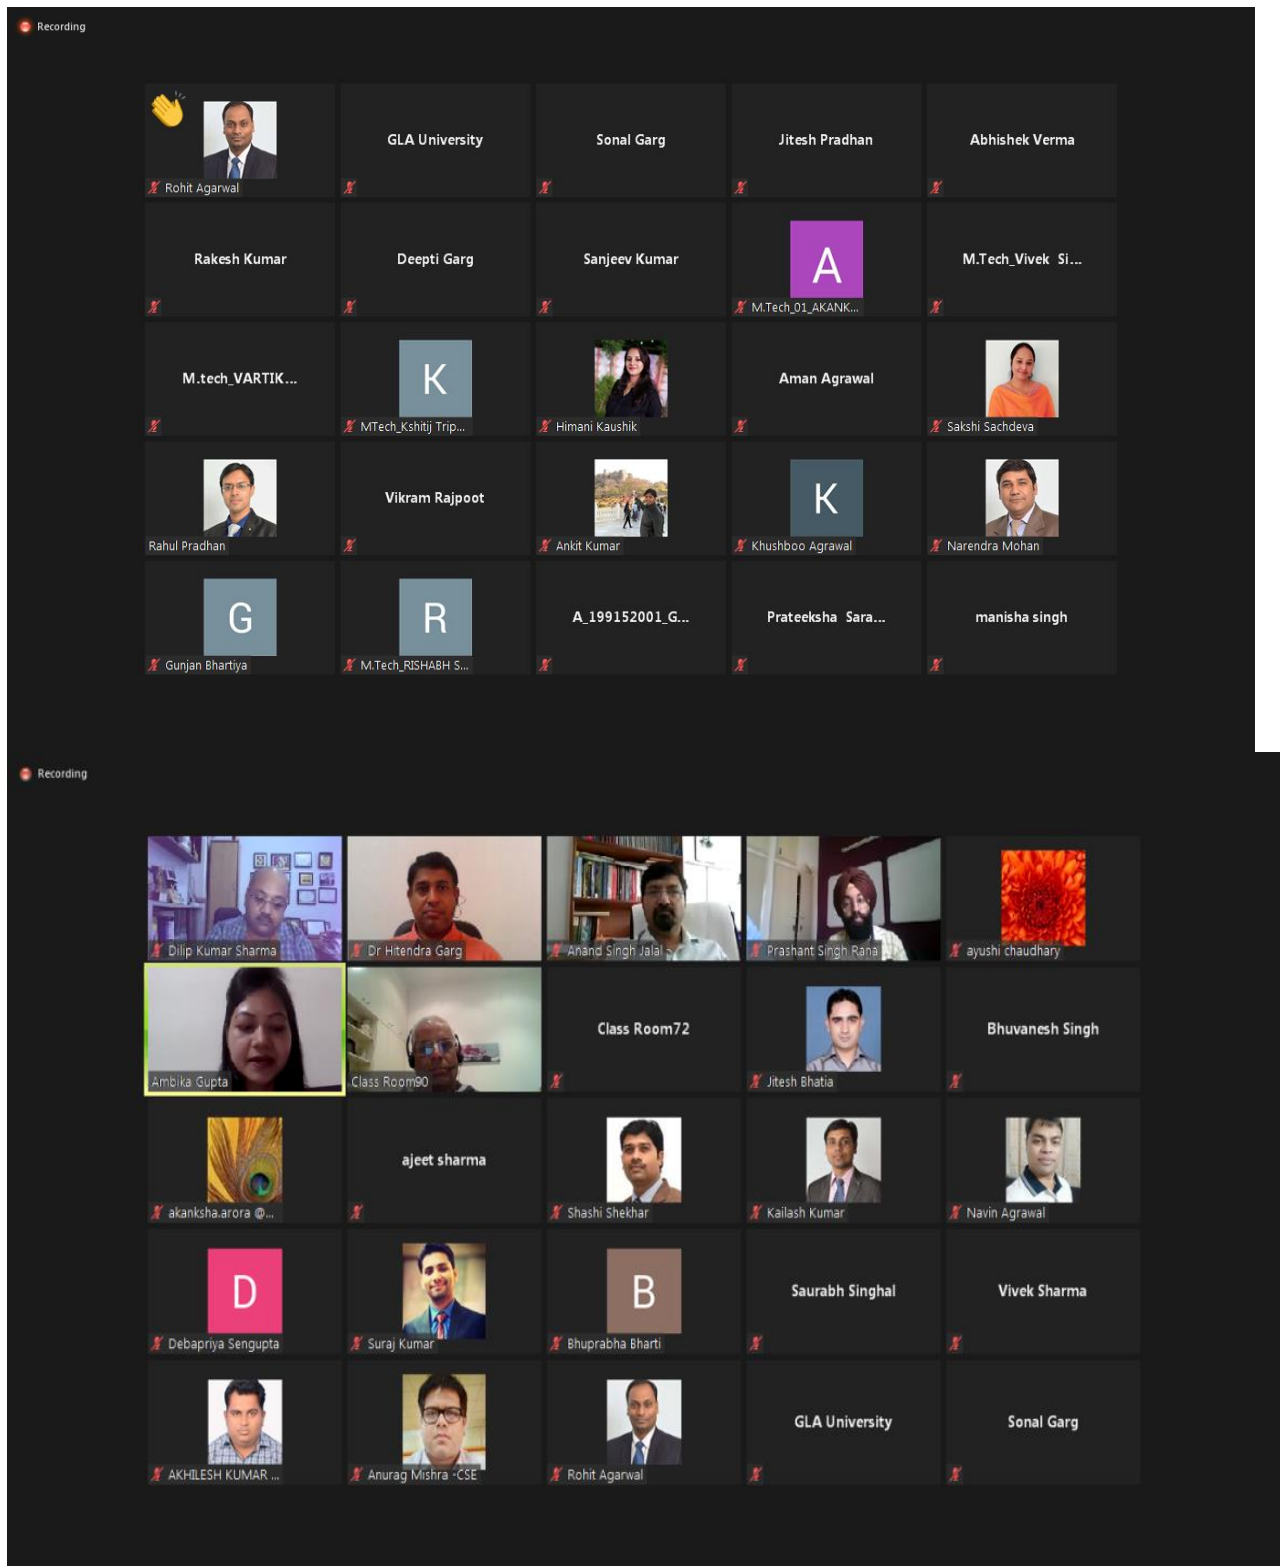 Recording
Rohit Agarwal
GLA University
Sonal Garg
Jitesh Pradhan
Abhishek Verma
Rakesh Kumar
Deepti Garg
Sanjeev Kumar
A
M.Tech_01_AKANK...
M.Tech_Vivek Si...
M.tech_VARTIK...
K
MTech_Kshitij Trip...
Himani Kaushik
Aman Agrawal
Sakshi Sachdeva
Rahul Pradhan
Vikram Rajpoot
Ankit Kumar
K
Khushboo Agrawal
Narendra Mohan
G
Gunjan Bhartiya
R
M.Tech_RISHABH S...
A_199152001_G...
Prateeksha Sara...
manisha singh
Recording
Dilip Kumar Sharma
Dr Hitendra Garg
Anand Singh Jalal
Prashant Singh Rana
ayushi chaudhary
Ambika Gupta
Class Room90
Class Room72
Jitesh Bhatia
Bhuvanesh Singh
akanksha.arora @...
ajeet sharma
Shashi Shekhar
Kailash Kumar
Navin Agrawal
D
Debapriya Sengupta
Suraj Kumar
B
Bhuprabha Bharti
Saurabh Singhal
Vivek Sharma
AKHILESH KUMAR ...
Anurag Mishra -CSE
Rohit Agarwal
GLA University
Sonal Garg